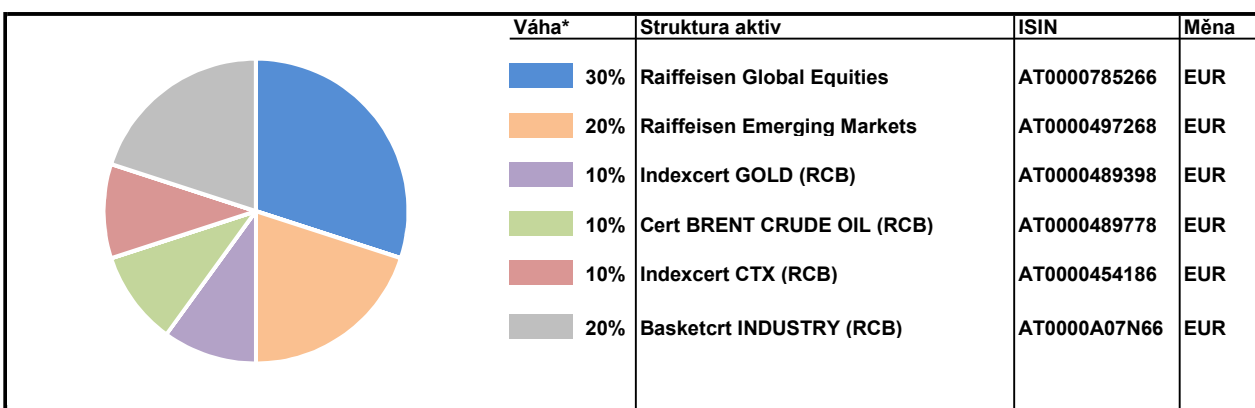 Váha* Struktura aktiv ISIN Měna
30% Raiffeisen Global Equities AT0000785266 EUR
20% Raiffeisen Emerging Markets AT0000497268 EUR
10% Indexcert GOLD (RCB) AT0000489398 EUR
10% Cert BRENT CRUDE OIL (RCB) AT0000489778 EUR
10% Indexcert CTX (RCB) AT0000454186 EUR
20% Basketcrt INDUSTRY (RCB) AT0000A07N66 EUR